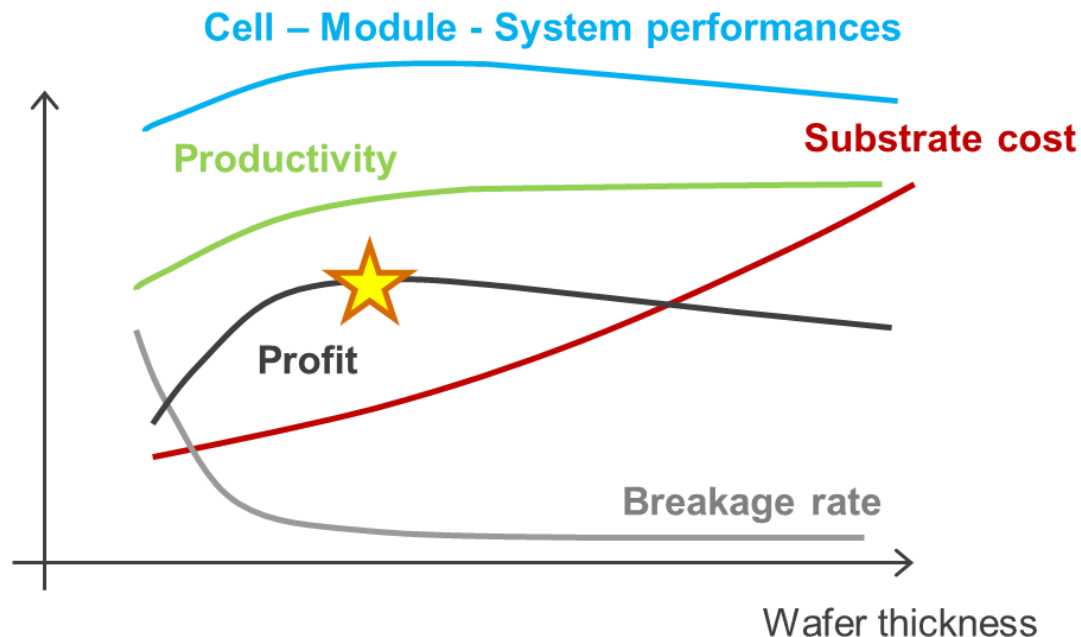 Cell – Module - System performances
Substrate cost
Productivity
Profit
Breakage rate
Wafer thickness